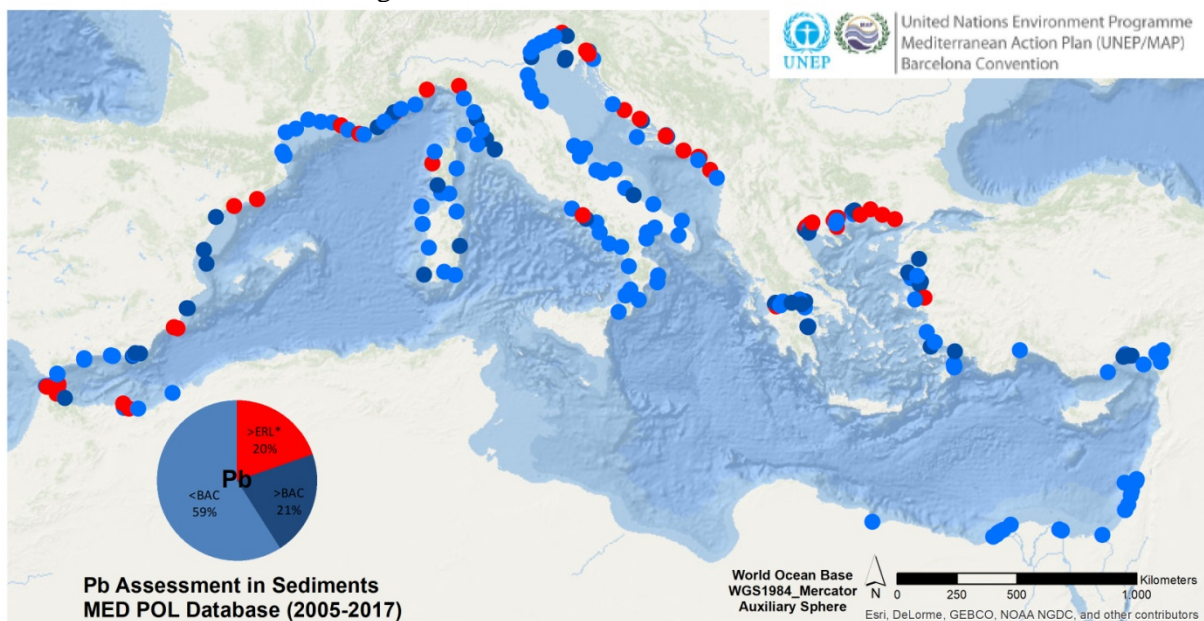 UNEP
MAP
United Nations Environment Programme
Mediterranean Action Plan (UNEP/MAP)
Barcelona Convention
>ERL*
20%
Pb
<BAC
59%
>BAC
21%
Pb Assessment in Sediments
MED POL Database (2005-2017)
World Ocean Base
WGS1984_Mercator
Auxiliary Sphere
N
Kilometers
0 250 500 1,000
Esri, DeLorme, GEBCO, NOAA NGDC, and other contributors